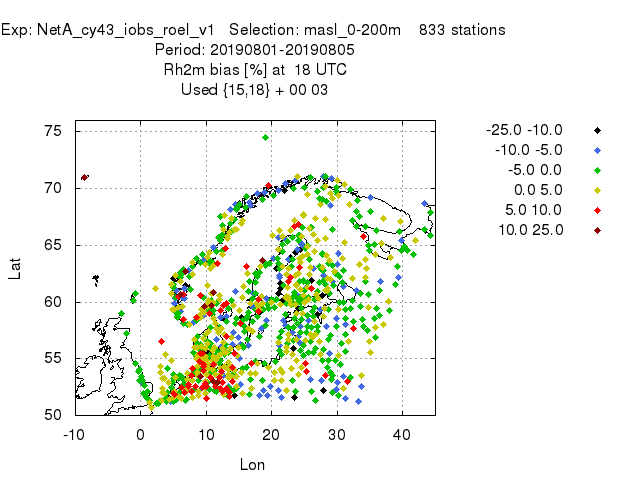 Exp: NetA_cy43_iobs_roel_v1 Selection: masl_0-200m 833 stations
Period: 20190801-20190805
Rh2m bias [%] at 18 UTC
Used {15,18} + 00 03
75
70
65
60
55
50
Lat
-10 0 10 20 30 40
Lon
-25.0 -10.0
-10.0 -5.0
-5.0 0.0
0.0 5.0
5.0 10.0
10.0 25.0